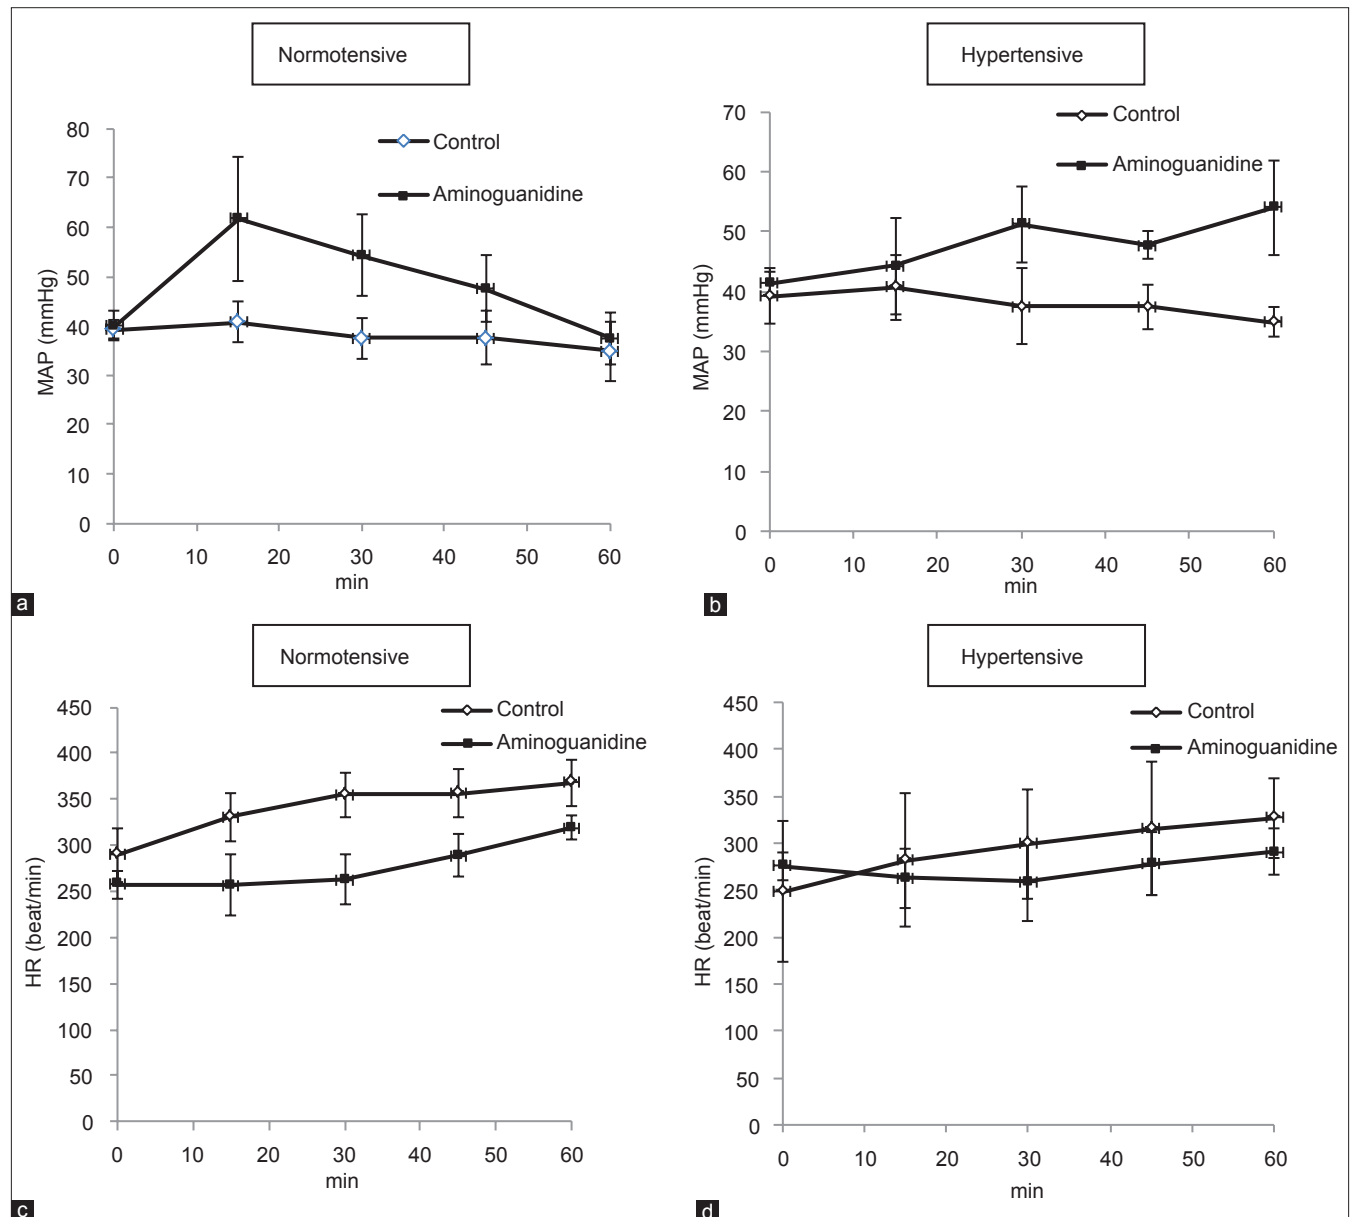 Normotensive
Control
Aminoguanidine
MAP (mmHg)
80
70
60
50
40
30
20
10
0
0 10 20 30 40 50 60
min
a
Hypertensive
Control
Aminoguanidine
MAP (mmHg)
70
60
50
40
30
20
10
0
0 10 20 30 40 50 60
min
b
Normotensive
Control
Aminoguanidine
HR (beat/min)
450
400
350
300
250
200
150
100
50
0
0 10 20 30 40 50 60
min
c
Hypertensive
Control
Aminoguanidine
HR (beat/min)
450
400
350
300
250
200
150
100
50
0
0 10 20 30 40 50 60
min
d